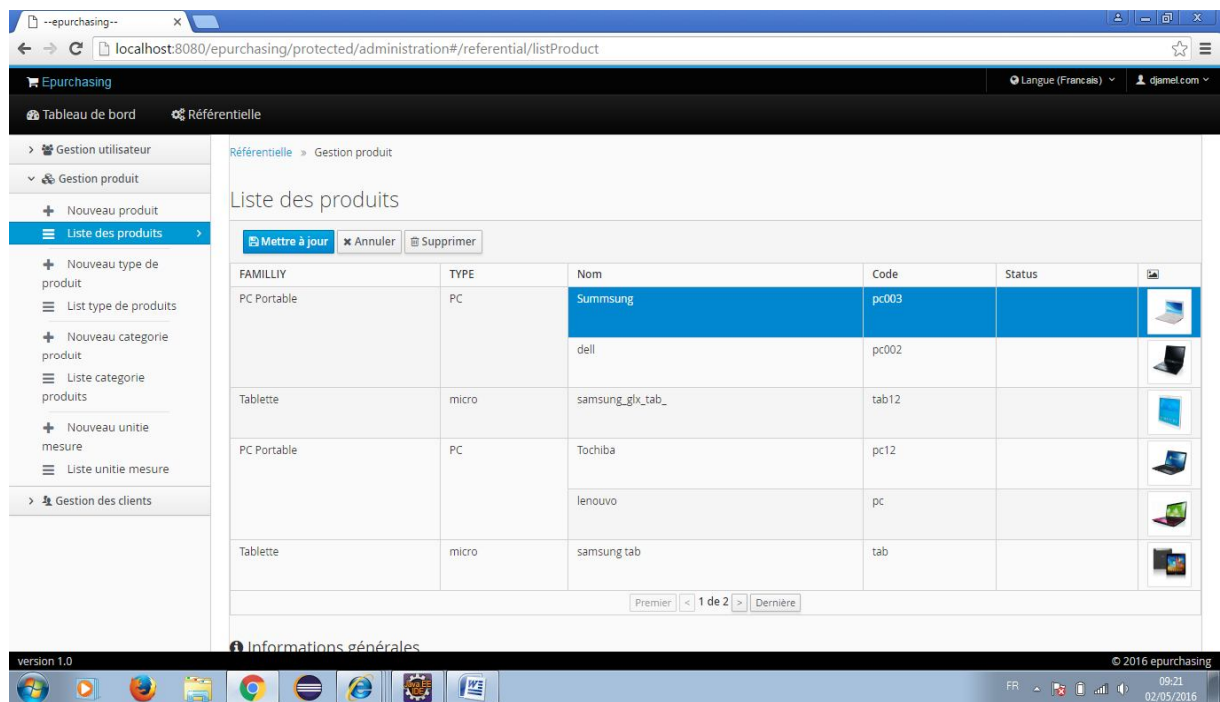 --epurchasing--
localhost:8080/epurchasing/protected/administration#/referential/listProduct
Epurchasing
Langue (Francais)
djamel.com
Tableau de bord
Référentielle
Gestion utilisateur
Gestion produit
Nouveau produit
Liste des produits
Nouveau type de
produit
List type de produits
Nouveau categorie
produit
Liste categorie
produits
Nouveau unitie
mesure
Liste unitie mesure
Gestion des clients
Référentielle » Gestion produit
Liste des produits
Mettre à jour
Annuler
Supprimer
FAMILLIY TYPE Nom Code Status
PC Portable PC Summsung pc003
dell pc002
Tablette micro samsung_glx_tab_ tab12
PC Portable PC Tochiba pc12
lenouvo pc
Tablette micro samsung tab tab
Premier < 1 de 2 > Dernière
Informations générales
version 1.0
© 2016 epurchasing
Java EE
IDE
FR
09:21
02/05/2016